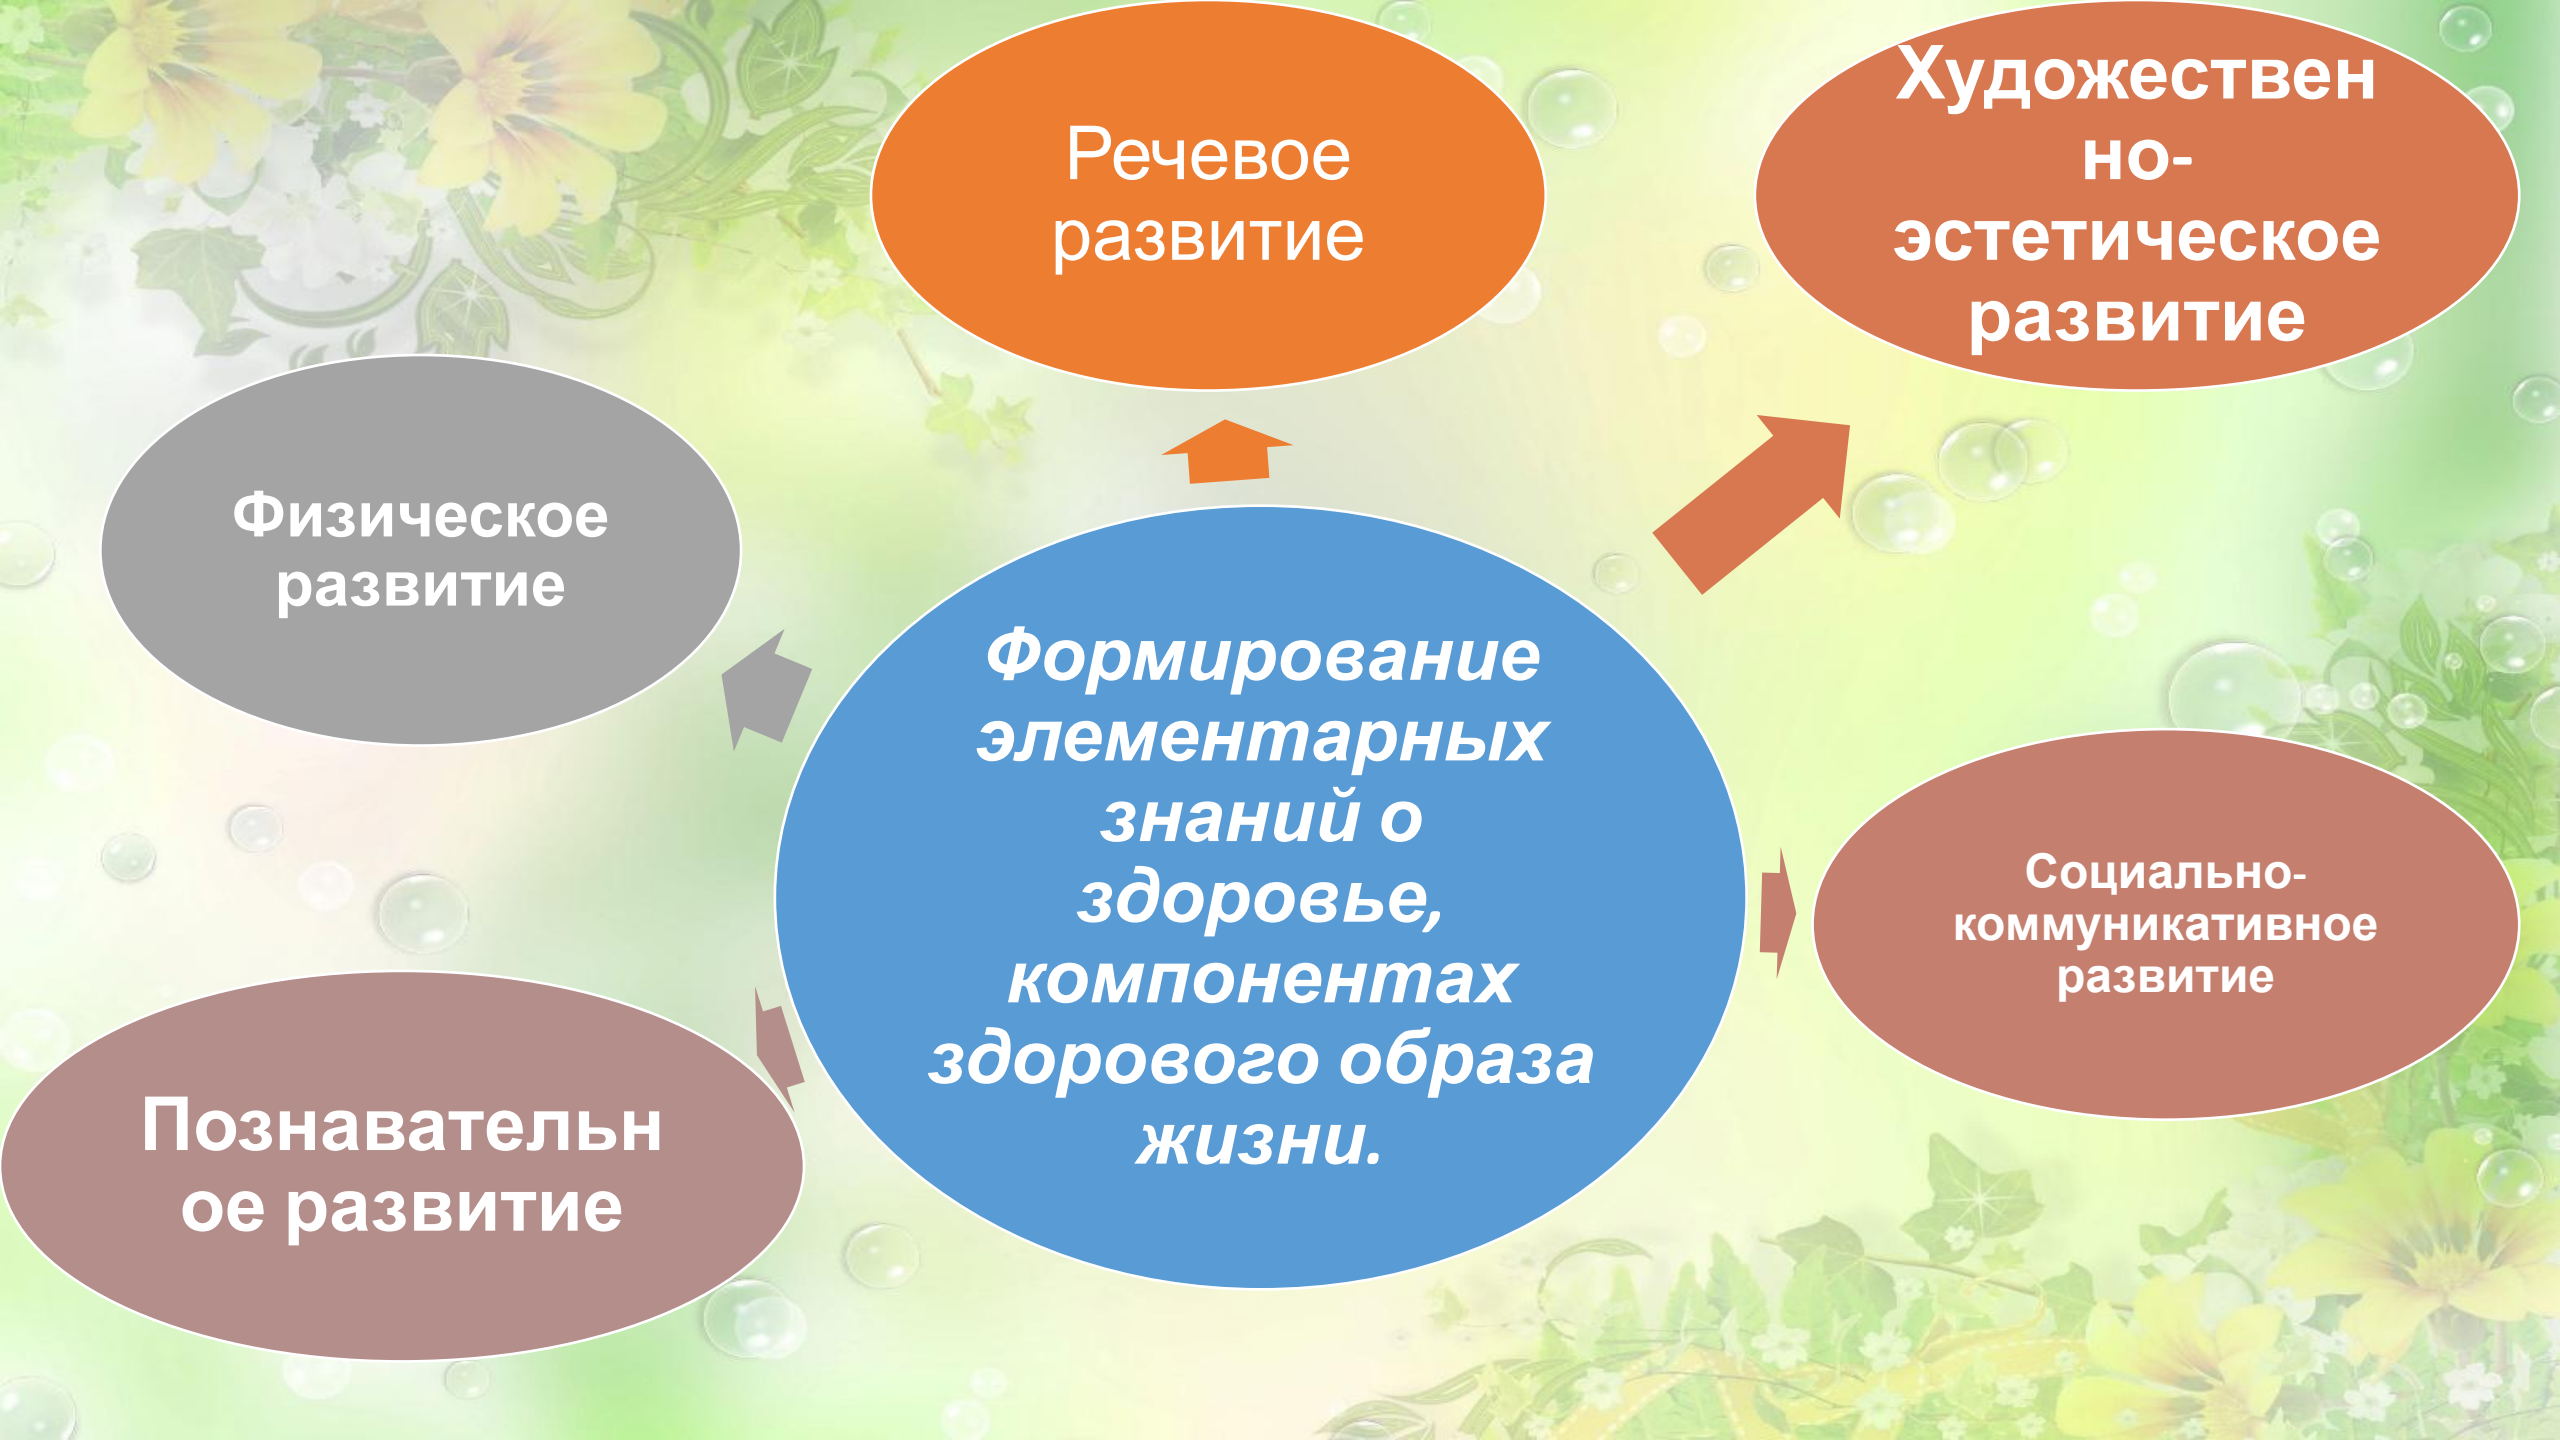 Речевое
развитие
Художествен
но-
эстетическое
развитие
Физическое
развитие
Формирование
элементарных
знаний о
здоровье,
компонентах
здорового образа
жизни.
Социально-
коммуникативное
развитие
Познавательн
ое развитие